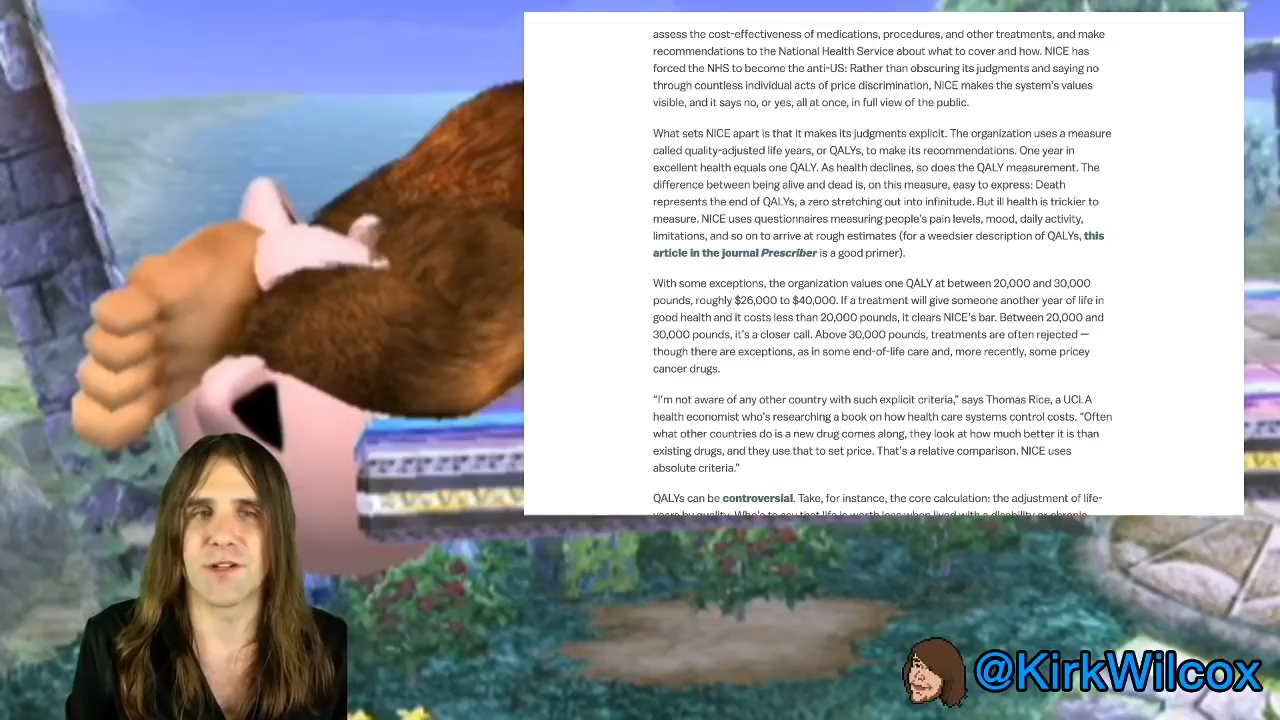 assess the cost-effectiveness of medications, procedures, and other treatments, and make
recommendations to the National Health Service about what to cover and how. NICE has
forced the NHS to become the anti-US: Rather than obscuring its judgments and saying no
through countless individual acts of price discrimination, NICE makes the system's values
visible, and it says no, or yes, all at once, in full view of the public.
What sets NICE apart is that it makes its judgments explicit. The organization uses a measure
called quality-adjusted life years, or QALYs, to make its recommendations. One year in
excellent health equals one QALY. As health declines, so does the QALY measurement. The
difference between being alive and dead is, on this measure, easy to express: Death
represents the end of QALYs, a zero stretching out into infinitude. But ill health is trickier to
measure. NICE uses questionnaires measuring people's pain levels, mood, daily activity,
limitations, and so on to arrive at rough estimates (for a weedsier description of QALYs, this
article in the journal Prescriber is a good primer).
With some exceptions, the organization values one QALY at between 20,000 and 30,000
pounds, roughly $26,000 to $40,000. If a treatment will give someone another year of life in
good health and it costs less than 20,000 pounds, it clears NICE's bar. Between 20,000 and
30,000 pounds, it's a closer call. Above 30,000 pounds, treatments are often rejected —
though there are exceptions, as in some end-of-life care and, more recently, some pricey
cancer drugs.
"I'm not aware of any other country with such explicit criteria," says Thomas Rice, a UCLA
health economist who's researching a book on how health care systems control costs. "Often
what other countries do is a new drug comes along, they look at how much better it is than
existing drugs, and they use that to set price. That's a relative comparison. NICE uses
absolute criteria."
QALYs can be controversial. Take, for instance, the core calculation: the adjustment of life-
years by quality. Who's to say that life is worth less when lived with a disability or chronic
@KirkWilcox